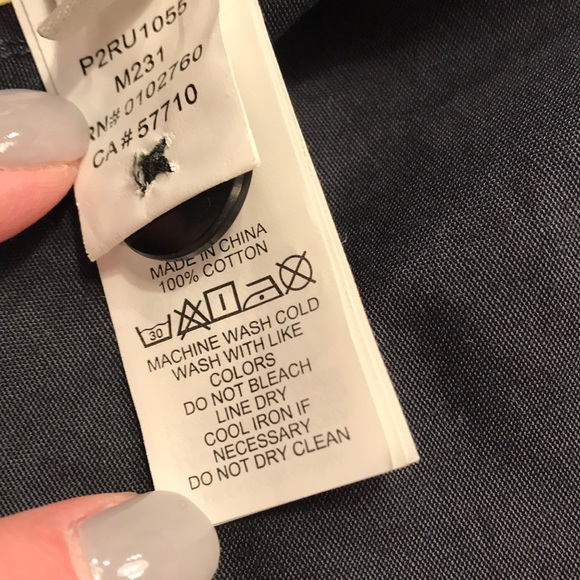 P2RU1055
M231
RN# 0102760
CA # 57710
MADE IN CHINA
100% COTTON
30
MACHINE WASH COLD
WASH WITH LIKE
COLORS
DO NOT BLEACH
LINE DRY
COOL IRON IF
NECESSARY
DO NOT DRY CLEAN